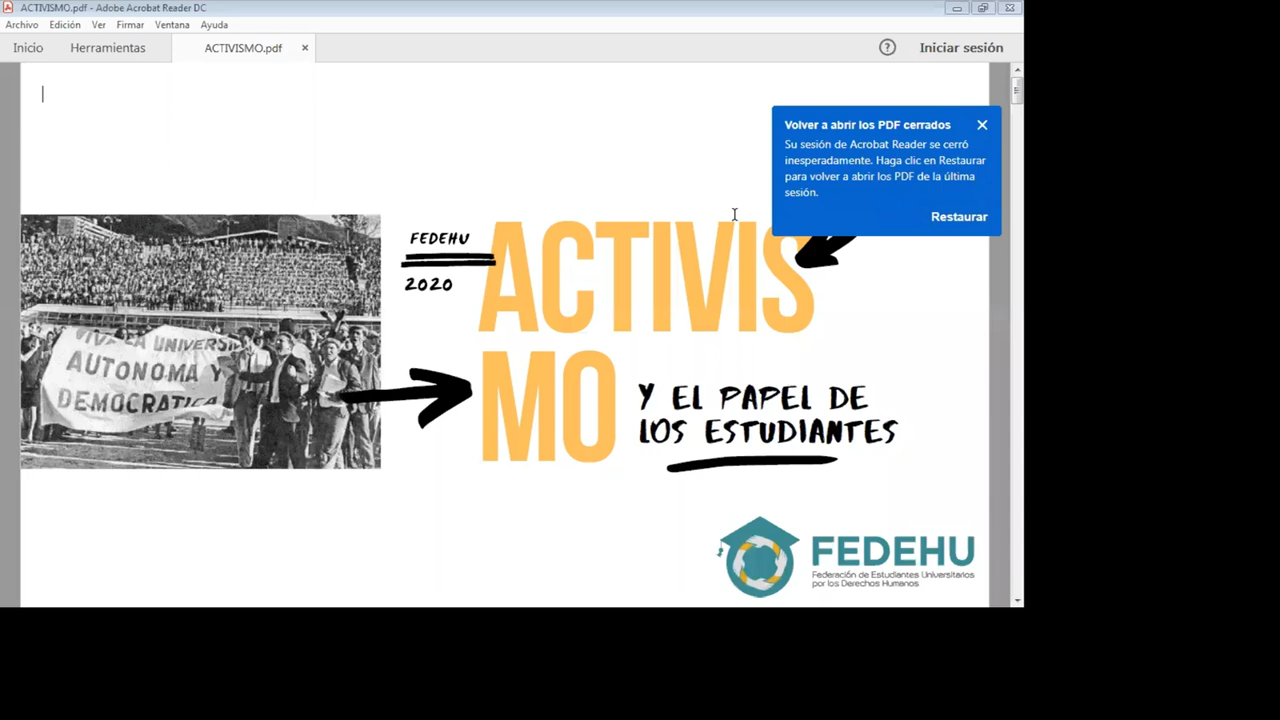 ACTIVISMO.pdf - Adobe Acrobat Reader DC
Archivo Edición Ver Firmar Ventana Ayuda
Inicio Herramientas ACTIVISMO.pdf × ? Iniciar sesión
Volver a abrir los PDF cerrados
Su sesión de Acrobat Reader se cerró
inesperadamente. Haga clic en Restaurar
para volver a abrir los PDF de la última
sesión.
Restaurar
VIVA LA UNIVERSI
AUTONOMA Y
DEMOCRATICA
FEDEHU
2020
ACTIVIS
MO
Y EL PAPEL DE
LOS ESTUDIANTES
FEDEHU
Federación de Estudiantes Universitarios
por los Derechos Humanos